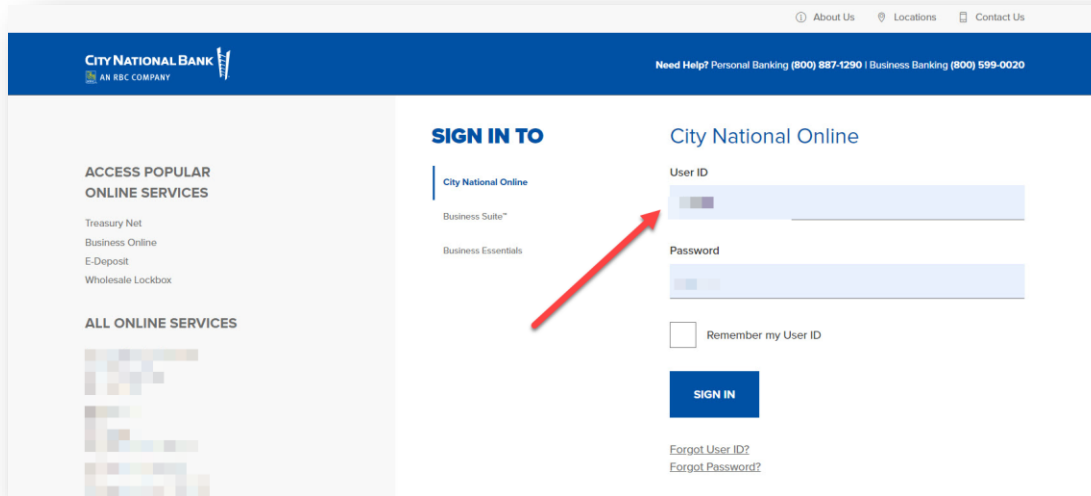 About Us Locations Contact Us
CITY NATIONAL BANK
AN RBC COMPANY
Need Help? Personal Banking (800) 887-1290 | Business Banking (800) 599-0020
ACCESS POPULAR
ONLINE SERVICES
Treasury Net
Business Online
E-Deposit
Wholesale Lockbox
ALL ONLINE SERVICES
SIGN IN TO
City National Online
Business Suite™
Business Essentials
City National Online
User ID
Password
Remember my User ID
SIGN IN
Forgot User ID?
Forgot Password?